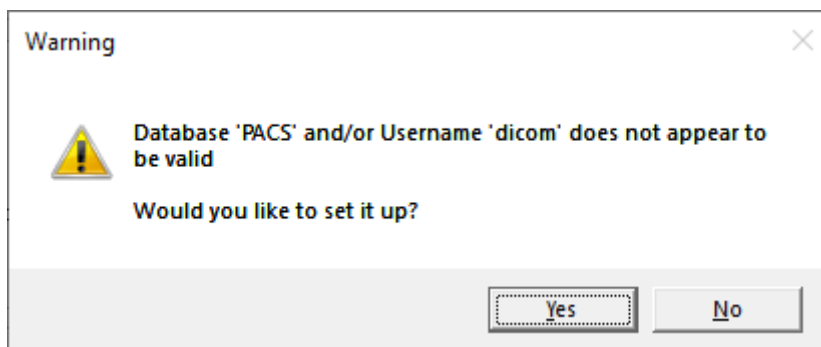 Warning
Database 'PACS' and/or Username 'dicom' does not appear to
be valid
Would you like to set it up?
Yes
No